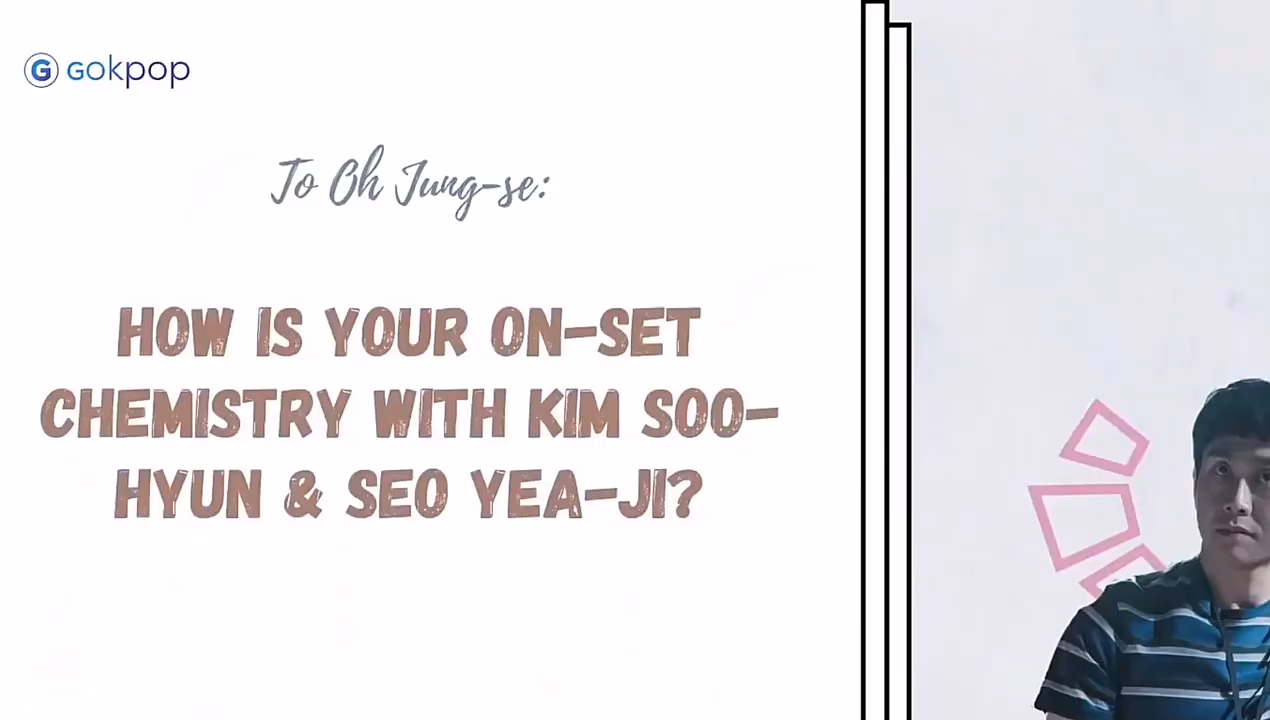 G GOkpop
To Oh Jung-se:
HOW IS YOUR ON-SET
CHEMISTRY WITH KIM SOO-
HYUN & SEO YEA-JI?